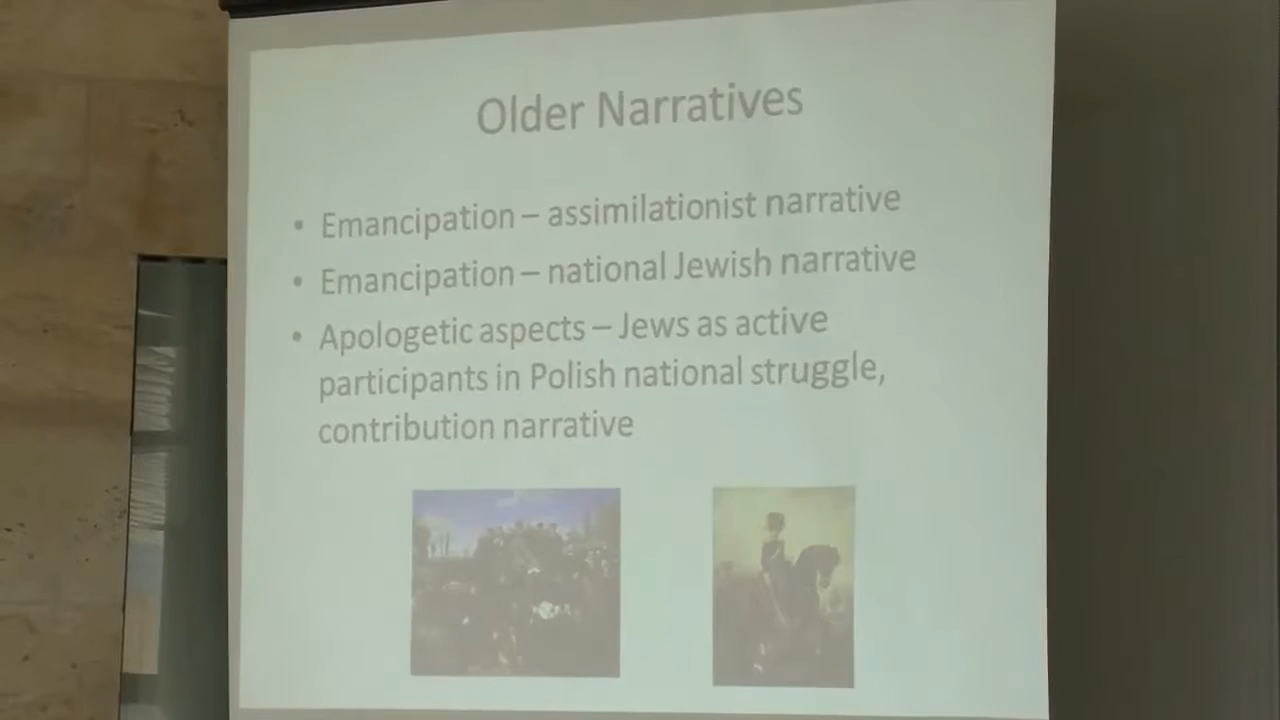 Older Narratives
• Emancipation – assimilationist narrative
• Emancipation – national Jewish narrative
• Apologetic aspects – Jews as active
participants in Polish national struggle,
contribution narrative